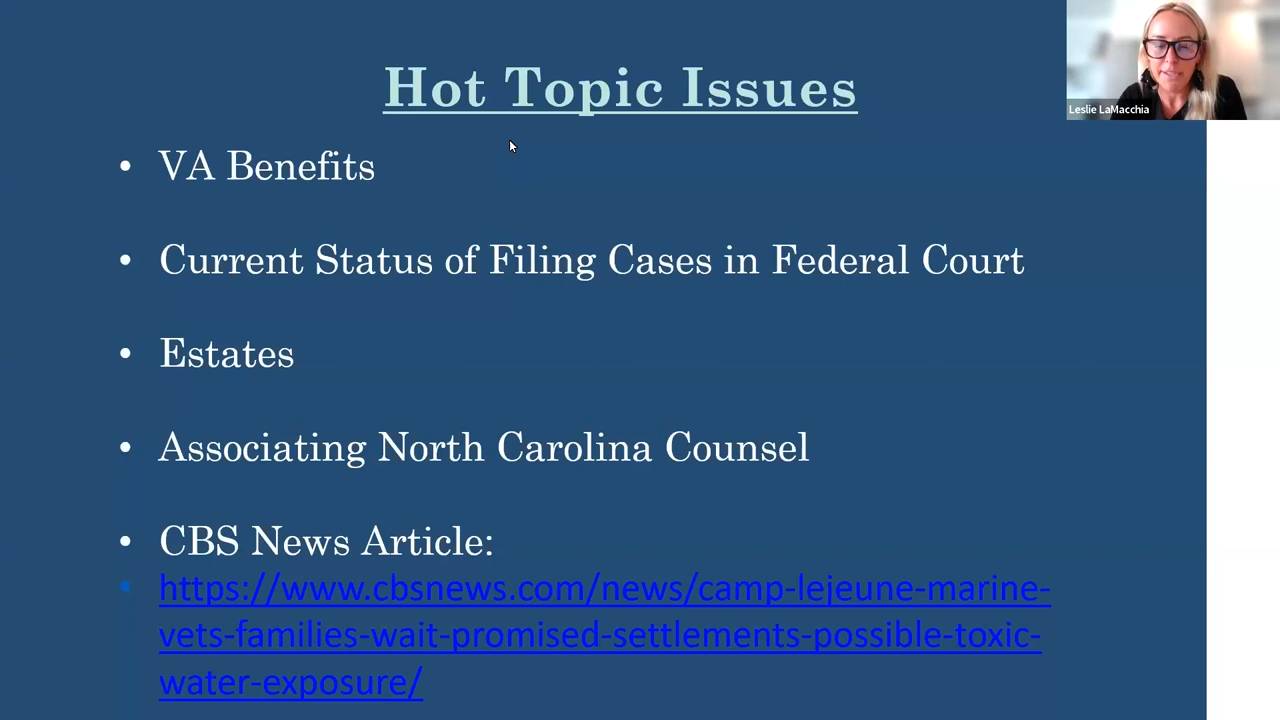 Hot Topic Issues
Leslie LaMacchia
• VA Benefits
• Current Status of Filing Cases in Federal Court
• Estates
• Associating North Carolina Counsel
• CBS News Article:
• https://www.cbsnews.com/news/camp-lejeune-marine-
vets-families-wait-promised-settlements-possible-toxic-
water-exposure/